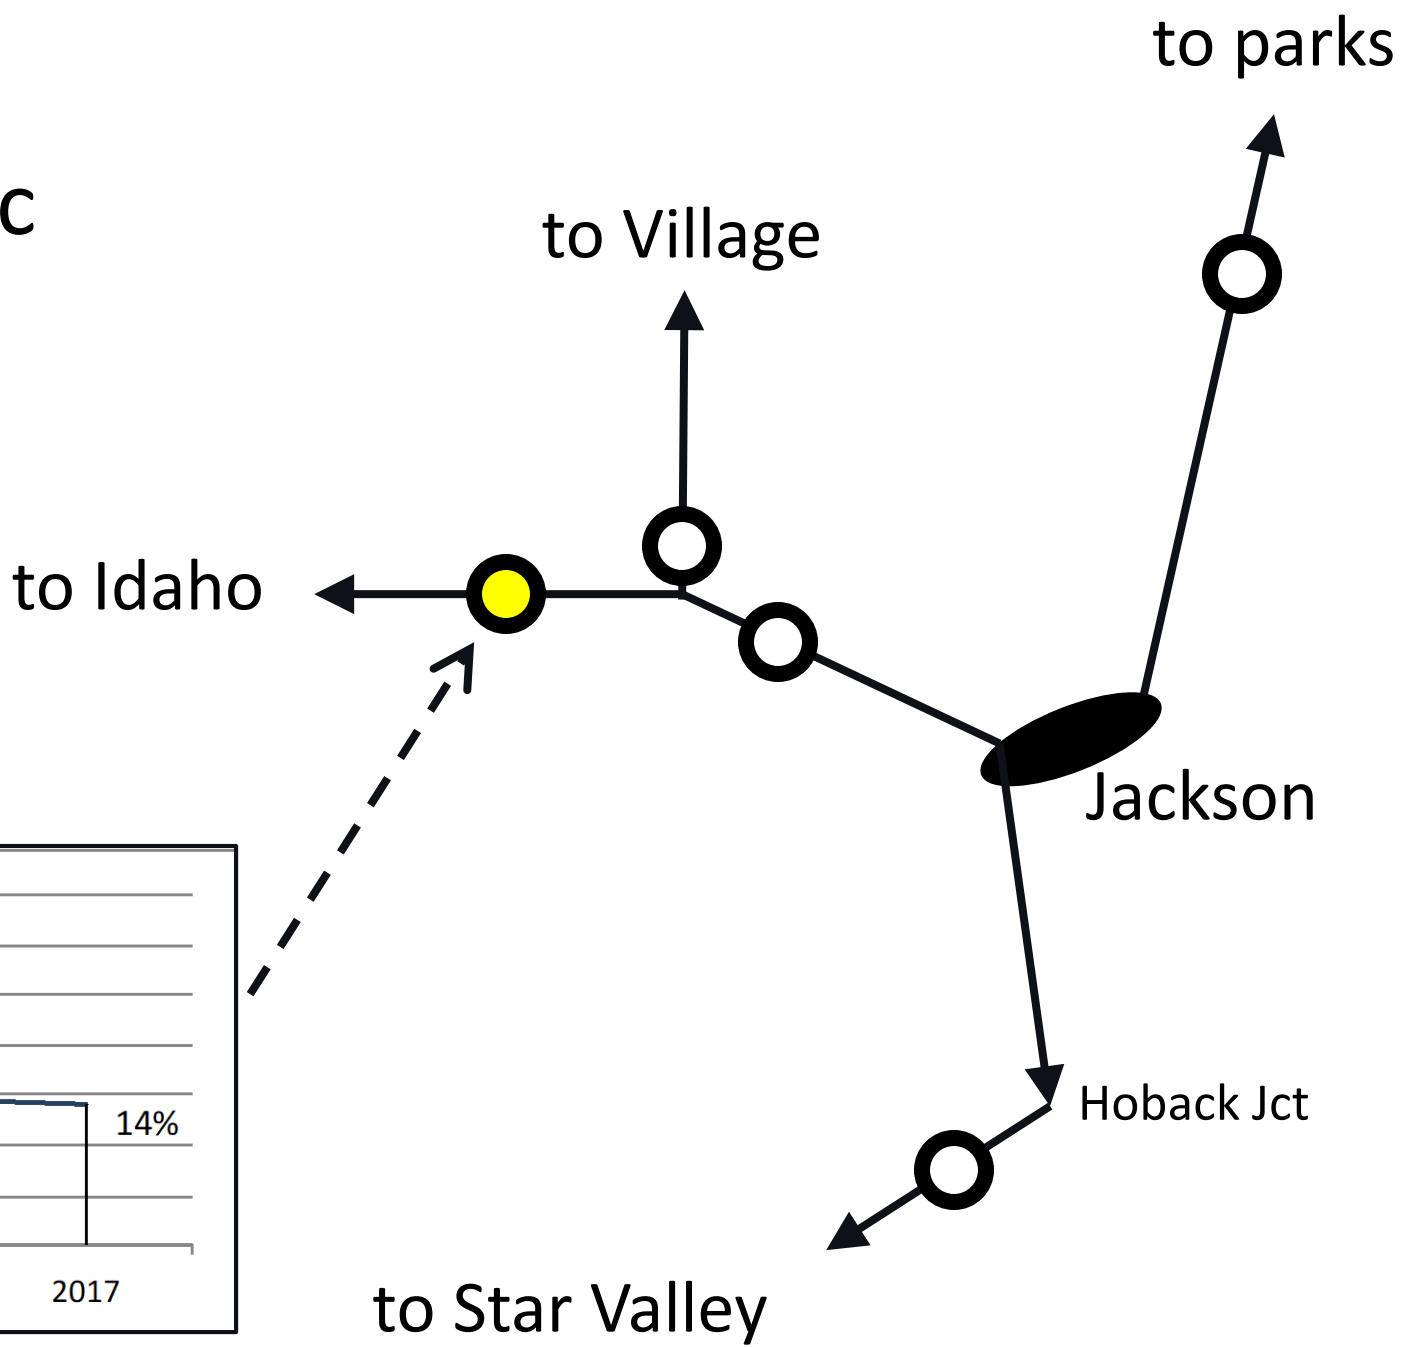 to parks
c
to Village
to Idaho
Jackson
Hoback Jct
14%
2017
to Star Valley